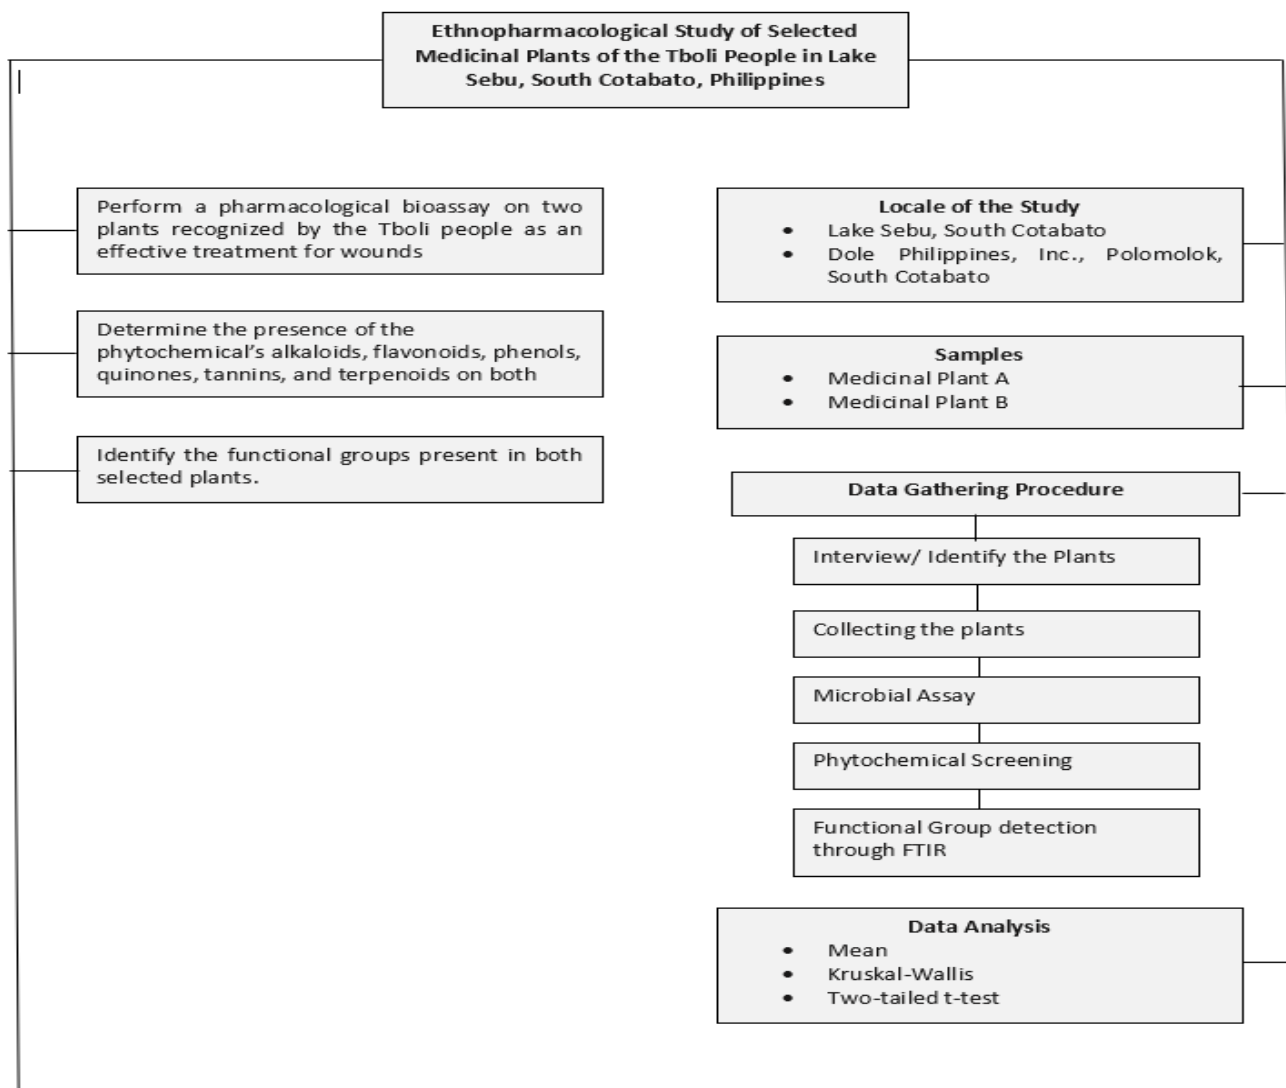 Ethnopharmacological Study of Selected
Medicinal Plants of the Tboli People in Lake
Sebu, South Cotabato, Philippines
Perform a pharmacological bioassay on two
plants recognized by the Tboli people as an
effective treatment for wounds
Determine the presence of the
phytochemical’s alkaloids, flavonoids, phenols,
quinones, tannins, and terpenoids on both
Identify the functional groups present in both
selected plants.
Locale of the Study
• Lake Sebu, South Cotabato
• Dole Philippines, Inc., Polomolok,
South Cotabato
Samples
• Medicinal Plant A
• Medicinal Plant B
Data Gathering Procedure
Interview/ Identify the Plants
Collecting the plants
Microbial Assay
Phytochemical Screening
Functional Group detection
through FTIR
Data Analysis
• Mean
• Kruskal-Wallis
• Two-tailed t-test